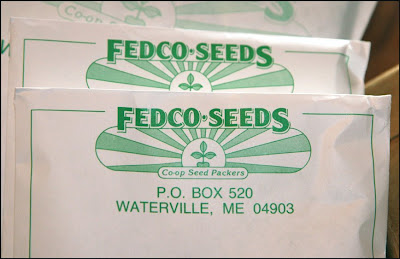 FEDCO·SEEDS
FEDCO·SEEDS
Co-op Seed Packers
P.O. BOX 520
WATERVILLE, ME 04903